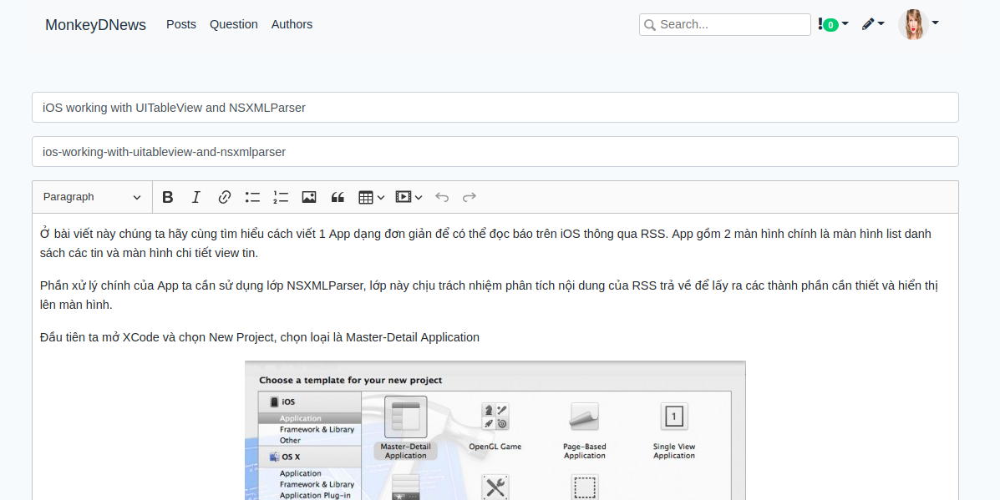 MonkeyDNews Posts Question Authors Search... 0
iOS working with UITableView and NSXMLParser
ios-working-with-uitableview-and-nsxmlparser
Paragraph
Ở bài viết này chúng ta hãy cùng tìm hiểu cách viết 1 App dạng đơn giản để có thể đọc báo trên iOS thông qua RSS. App gồm 2 màn hình chính là màn hình list danh
sách các tin và màn hình chi tiết view tin.
Phần xử lý chính của App ta cần sử dụng lớp NSXMLParser, lớp này chịu trách nhiệm phân tích nội dung của RSS trả về để lấy ra các thành phần cần thiết và hiển thị
lên màn hình.
Đầu tiên ta mở XCode và chọn New Project, chọn loại là Master-Detail Application
Choose a template for your new project
iOS
Application
Framework & Library
Other
OS X
Application
Framework & Library
Application Plug-in
Master-Detail
Application
OpenGL Game
Page-Based
Application
1
Single View
Application